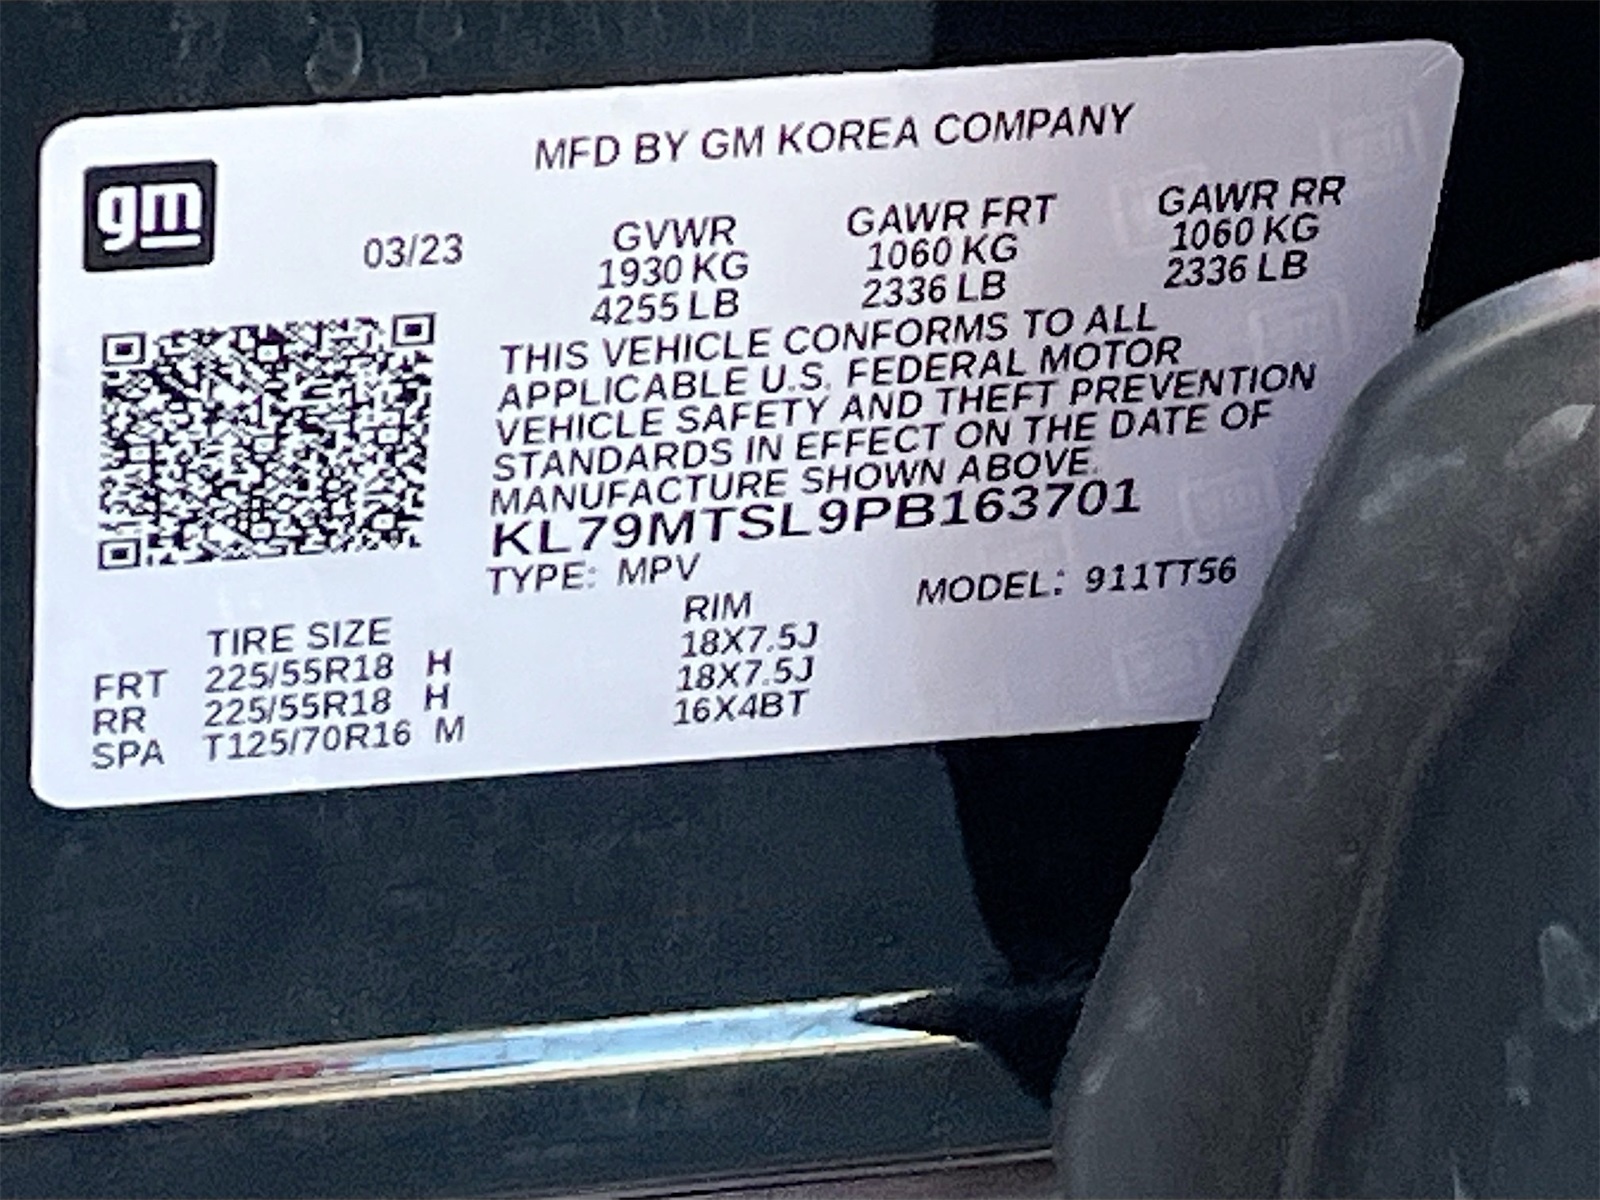 MFD BY GM KOREA COMPANY
gm
03/23
GVWR GAWR FRT GAWR RR
1930 KG 1060 KG 1060 KG
4255 LB 2336 LB 2336 LB
THIS VEHICLE CONFORMS TO ALL
APPLICABLE U.S. FEDERAL MOTOR
VEHICLE SAFETY AND THEFT PREVENTION
STANDARDS IN EFFECT ON THE DATE OF
MANUFACTURE SHOWN ABOVE.
KL79MTSL9PB163701
TYPE: MPV MODEL: 911TT56
TIRE SIZE RIM
FRT 225/55R18 H 18X7.5J
RR 225/55R18 H 18X7.5J
SPA T125/70R16 M 16X4BT